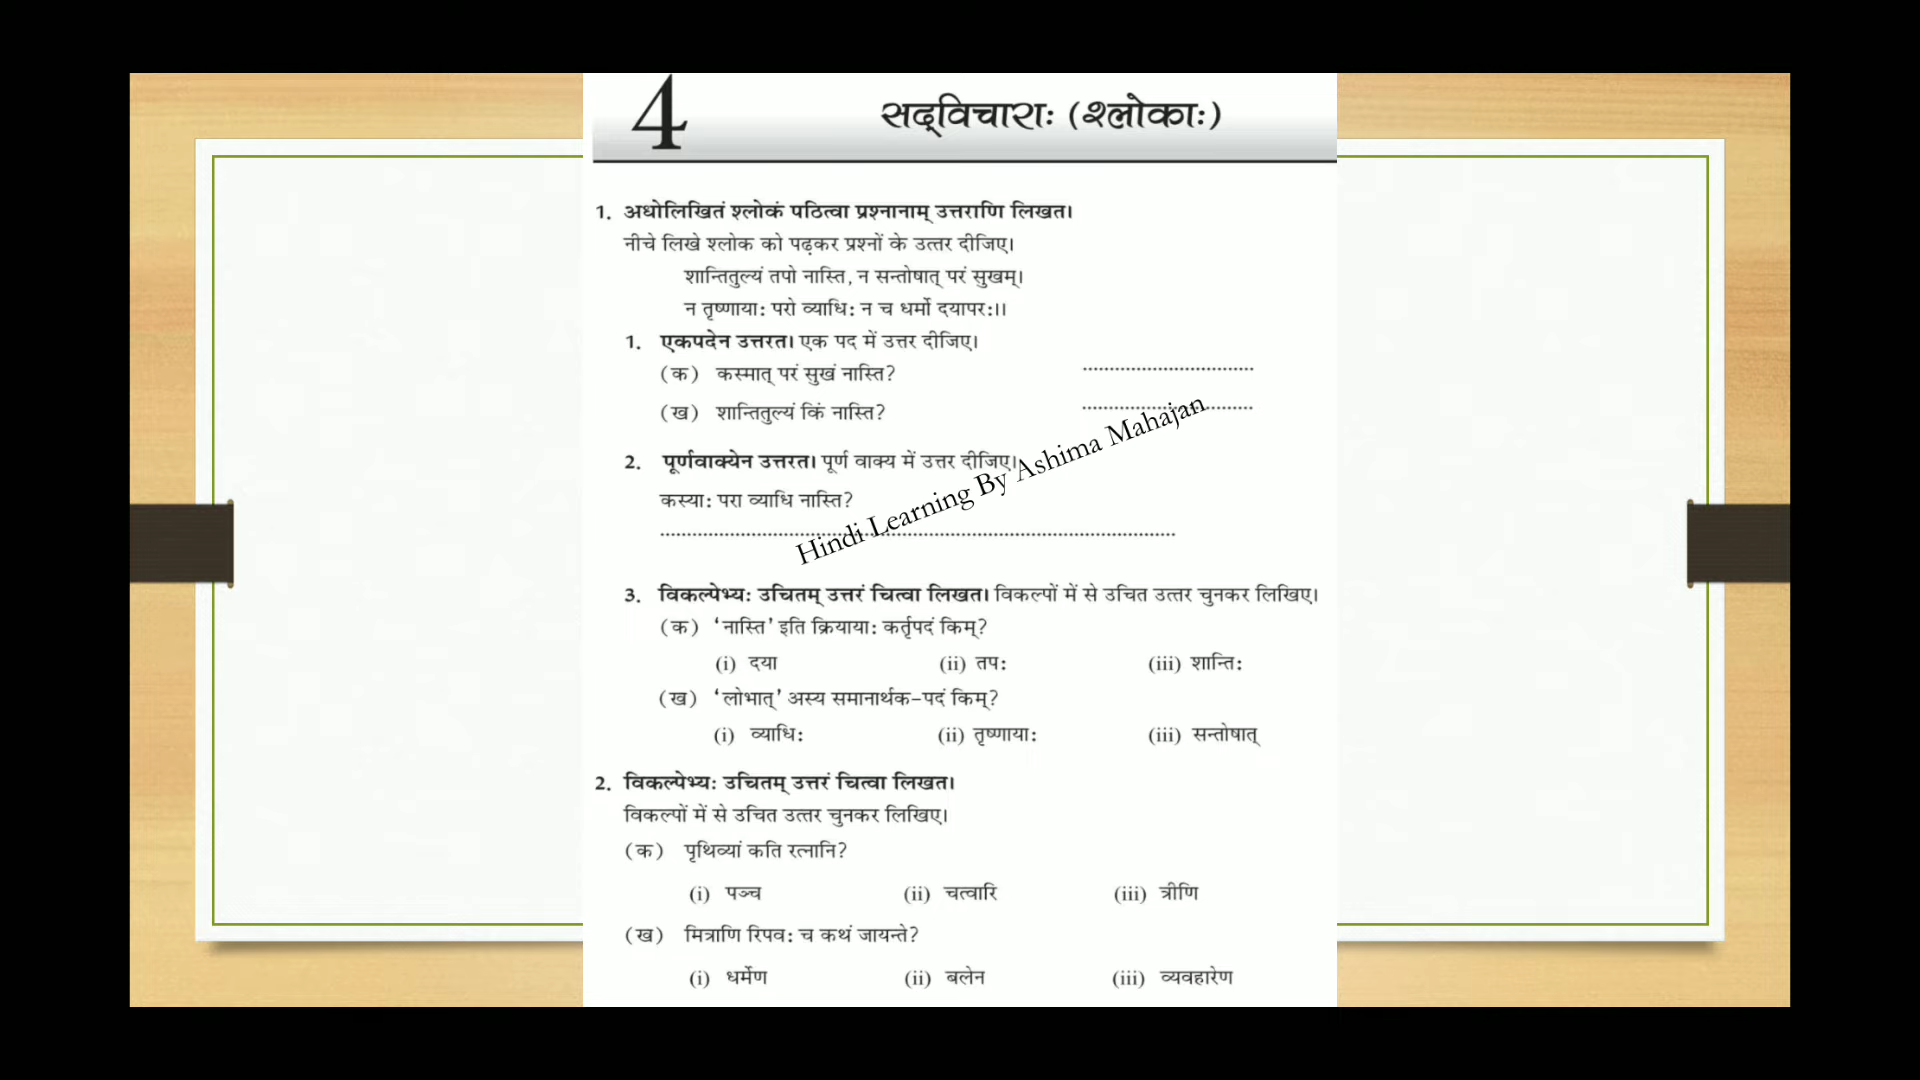 4 सद्‌विचाराः (श्लोकाः)
1. अधोलिखितं श्लोकं पठित्वा प्रश्नानाम् उत्तराणि लिखत।
नीचे लिखे श्लोक को पढ़कर प्रश्नों के उत्तर दीजिए।
शान्तितुल्यं तपो नास्ति, न सन्तोषात् परं सुखम्।
न तृष्णायाः परो व्याधिः न च धर्मो दयापरः।।
1. एकपदेन उत्तरत। एक पद में उत्तर दीजिए।
(क) कस्मात् परं सुखं नास्ति? ................................
(ख) शान्तितुल्यं किं नास्ति? ................................
2. पूर्णवाक्येन उत्तरत। पूर्ण वाक्य में उत्तर दीजिए।
कस्याः परा व्याधि नास्ति?
................................................................................................
Hindi Learning By Ashima Mahajan
3. विकल्पेभ्यः उचितम् उत्तरं चित्वा लिखत। विकल्पों में से उचित उत्तर चुनकर लिखिए।
(क) ‘नास्ति’ इति क्रियायाः कर्तृपदं किम्?
(i) दया (ii) तपः (iii) शान्तिः
(ख) ‘लोभात्’ अस्य समानार्थक-पदं किम्?
(i) व्याधिः (ii) तृष्णायाः (iii) सन्तोषात्
2. विकल्पेभ्यः उचितम् उत्तरं चित्वा लिखत।
विकल्पों में से उचित उत्तर चुनकर लिखिए।
(क) पृथिव्यां कति रत्नानि?
(i) पञ्च (ii) चत्वारि (iii) त्रीणि
(ख) मित्राणि रिपवः च कथं जायन्ते?
(i) धर्मेण (ii) बलेन (iii) व्यवहारेण